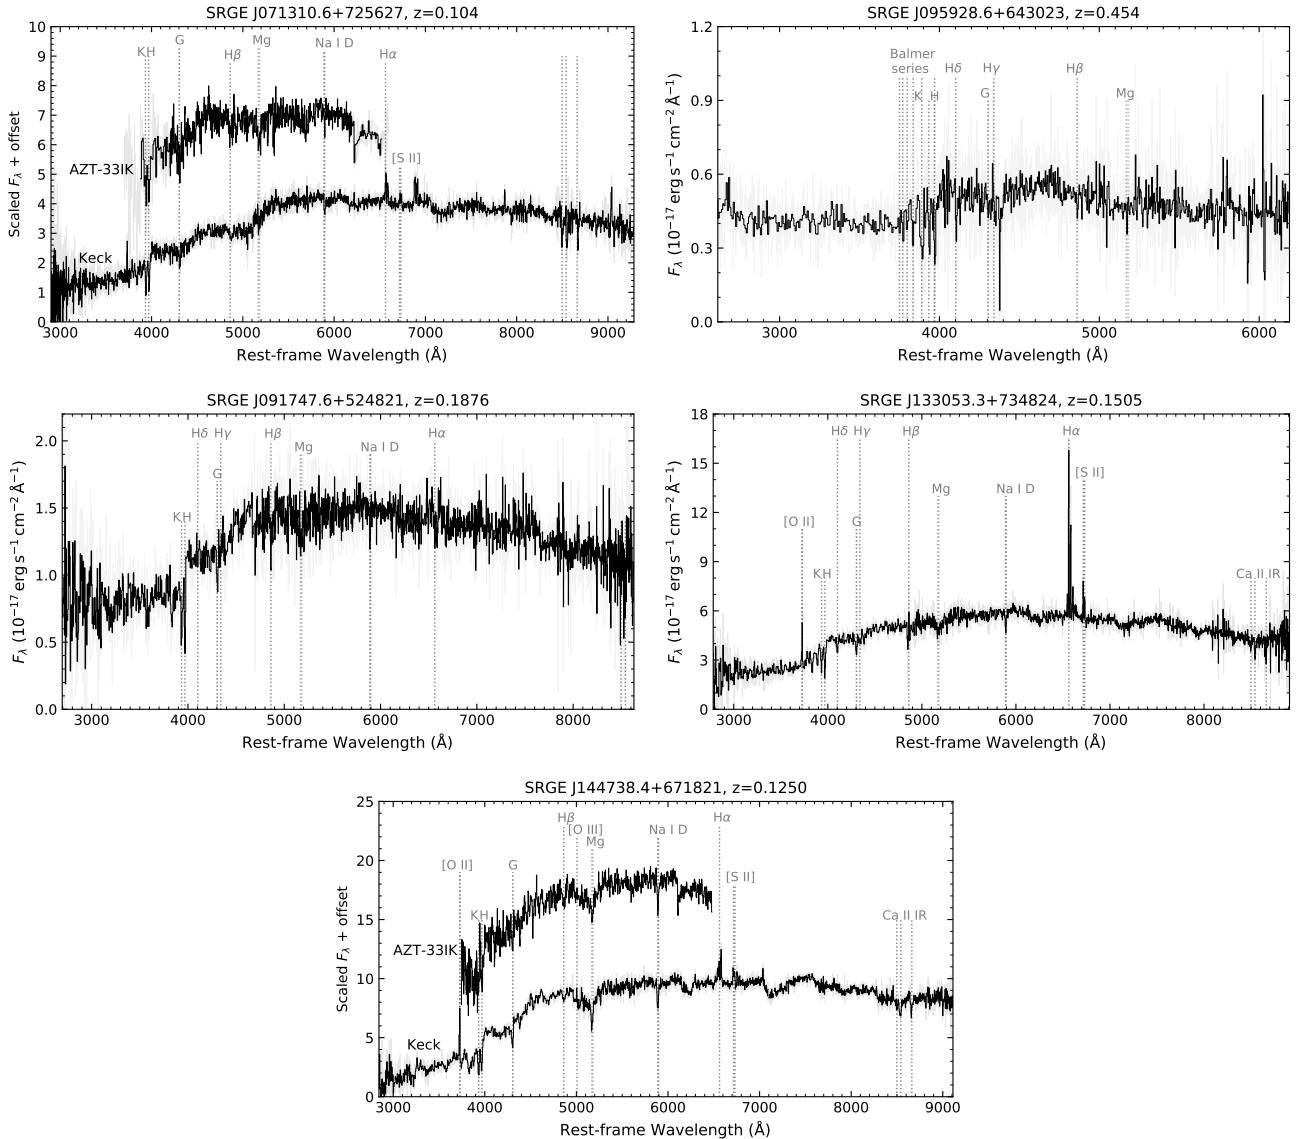 SRGE J071310.6+725627, z=0.104
10
9
8
7
6
5
4
3
2
1
0
Scaled Fλ + offset
KH
G
Hβ
Mg
Na I D
Hα
[S II]
AZT-33IK
Keck
3000 4000 5000 6000 7000 8000 9000
Rest-frame Wavelength (Å)
SRGE J095928.6+643023, z=0.454
1.2
0.9
0.6
0.3
0.0
Fλ (10⁻¹⁷ erg s⁻¹ cm⁻² Å⁻¹)
Balmer
series
K H
Hδ
Hγ
G
Hβ
Mg
3000 4000 5000 6000
Rest-frame Wavelength (Å)
SRGE J091747.6+524821, z=0.1876
2.0
1.5
1.0
0.5
0.0
Fλ (10⁻¹⁷ erg s⁻¹ cm⁻² Å⁻¹)
KH
Hδ
Hγ
G
Hβ
Mg
Na I D
Hα
3000 4000 5000 6000 7000 8000
Rest-frame Wavelength (Å)
SRGE J133053.3+734824, z=0.1505
18
15
12
9
6
3
0
Fλ (10⁻¹⁷ erg s⁻¹ cm⁻² Å⁻¹)
[O II]
KH
Hδ
Hγ
G
Hβ
Mg
Na I D
Hα
[S II]
Ca II IR
3000 4000 5000 6000 7000 8000
Rest-frame Wavelength (Å)
SRGE J144738.4+671821, z=0.1250
25
20
15
10
5
0
Scaled Fλ + offset
[O II]
KH
G
Hβ
[O III]
Mg
Na I D
Hα
[S II]
Ca II IR
AZT-33IK
Keck
3000 4000 5000 6000 7000 8000 9000
Rest-frame Wavelength (Å)